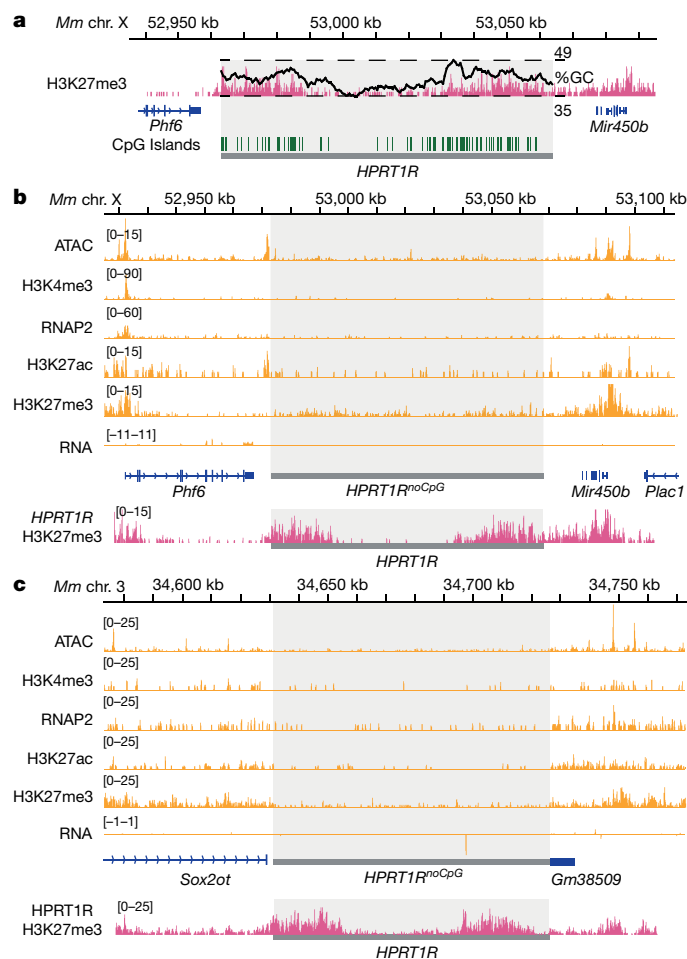 a Mm chr. X 52,950 kb 53,000 kb 53,050 kb
49
H3K27me3 %GC
35
Phf6 Mir450b
CpG Islands
HPRT1R
b Mm chr. X 52,950 kb 53,000 kb 53,050 kb 53,100 kb
ATAC [0–15]
H3K4me3 [0–90]
RNAP2 [0–60]
H3K27ac [0–15]
H3K27me3 [0–15]
RNA [–11–11]
Phf6 HPRT1RnoCpG Mir450b Plac1
HPRT1R [0–15]
H3K27me3
HPRT1R
c Mm chr. 3 34,600 kb 34,650 kb 34,700 kb 34,750 kb
ATAC [0–25]
H3K4me3 [0–25]
RNAP2 [0–25]
H3K27ac [0–25]
H3K27me3 [0–25]
RNA [–1–1]
Sox2ot HPRT1RnoCpG Gm38509
HPRT1R [0–25]
H3K27me3
HPRT1R